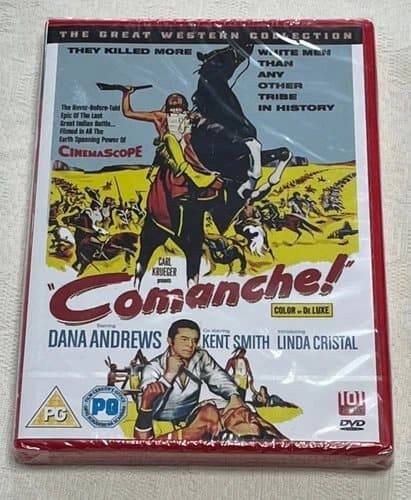 THE GREAT WESTERN COLLECTION
THEY KILLED MORE WHITE MEN
THAN
ANY
OTHER
TRIBE
IN HISTORY
The Never-Before-Told
Epic Of The Last
Great Indian Battle...
Filmed In All The
Earth Spanning Power Of
CINEMASCOPE
CARL
KRUEGER
presents
"Comanche!"
COLOR BY DE LUXE
Starring
DANA ANDREWS
Co-starring
KENT SMITH
Introducing
LINDA CRISTAL
PG
PG
101
DVD